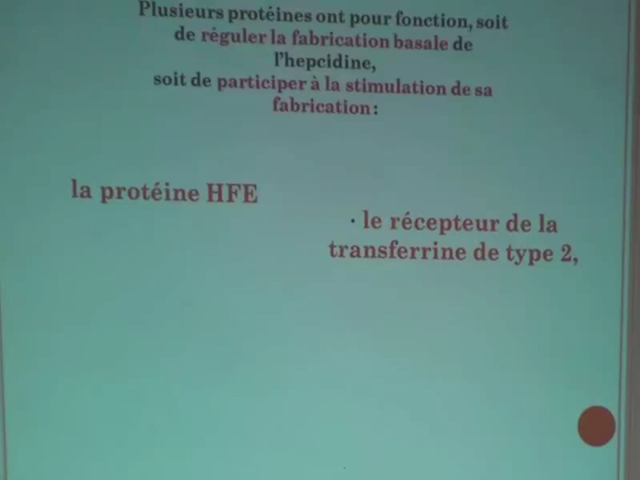 Plusieurs protéines ont pour fonction, soit
de réguler la fabrication basale de
l'hepcidine,
soit de participer à la stimulation de sa
fabrication :
la protéine HFE
· le récepteur de la
transferrine de type 2,